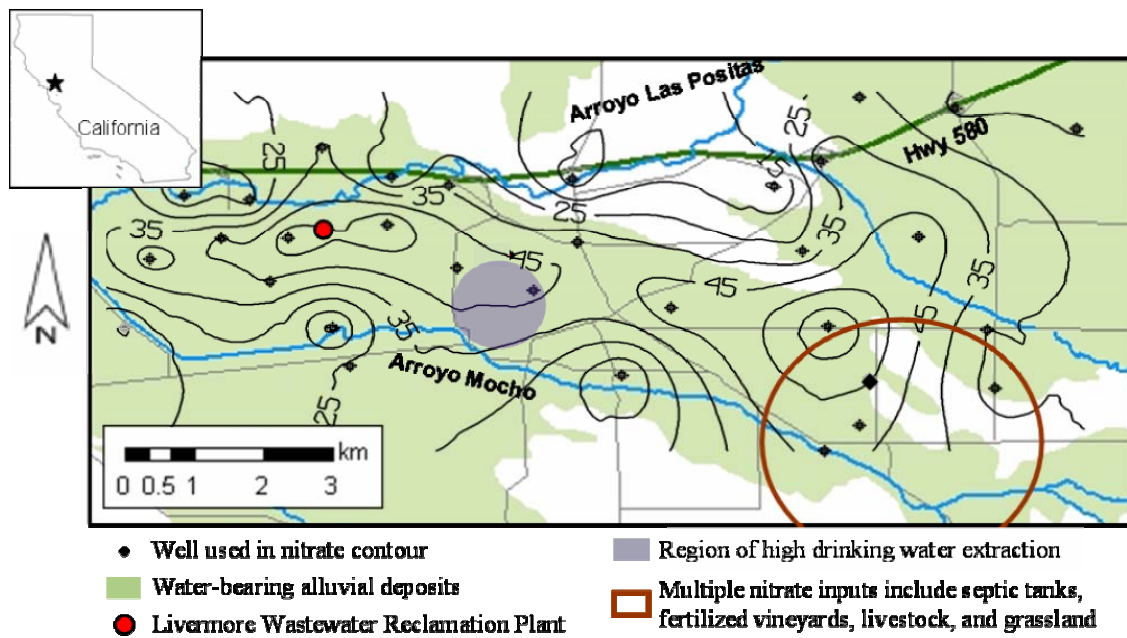 California
Arroyo Las Positas
Hwy 580
25
25
15
35
25
35
35
45
45
35
45
35
25
Arroyo Mocho
N
km
0 0.5 1 2 3
Well used in nitrate contour
Water-bearing alluvial deposits
Livermore Wastewater Reclamation Plant
Region of high drinking water extraction
Multiple nitrate inputs include septic tanks,
fertilized vineyards, livestock, and grassland